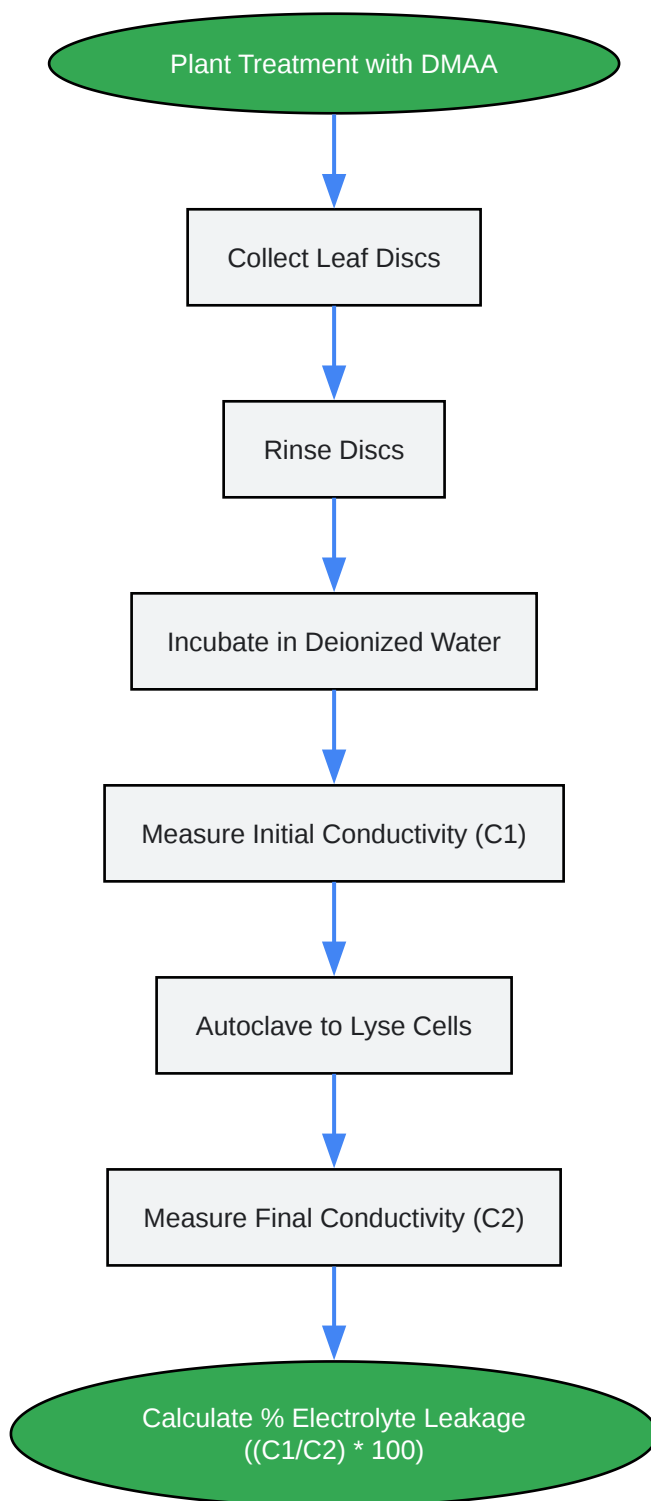 Plant Treatment with DMAA
Collect Leaf Discs
Rinse Discs
Incubate in Deionized Water
Measure Initial Conductivity (C1)
Autoclave to Lyse Cells
Measure Final Conductivity (C2)
Calculate % Electrolyte Leakage
((C1/C2) * 100)